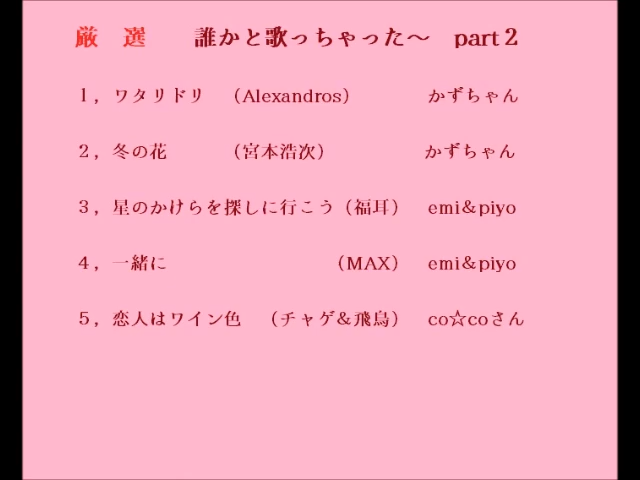 厳　選　　誰かと歌っちゃった～　part２
１，ワタリドリ　（Alexandros）　かずちゃん
２，冬の花　（宮本浩次）　かずちゃん
３，星のかけらを探しに行こう（福耳）　emi＆piyo
４，一緒に　（MAX）　emi＆piyo
５，恋人はワイン色　（チャゲ&飛鳥）　co☆coさん